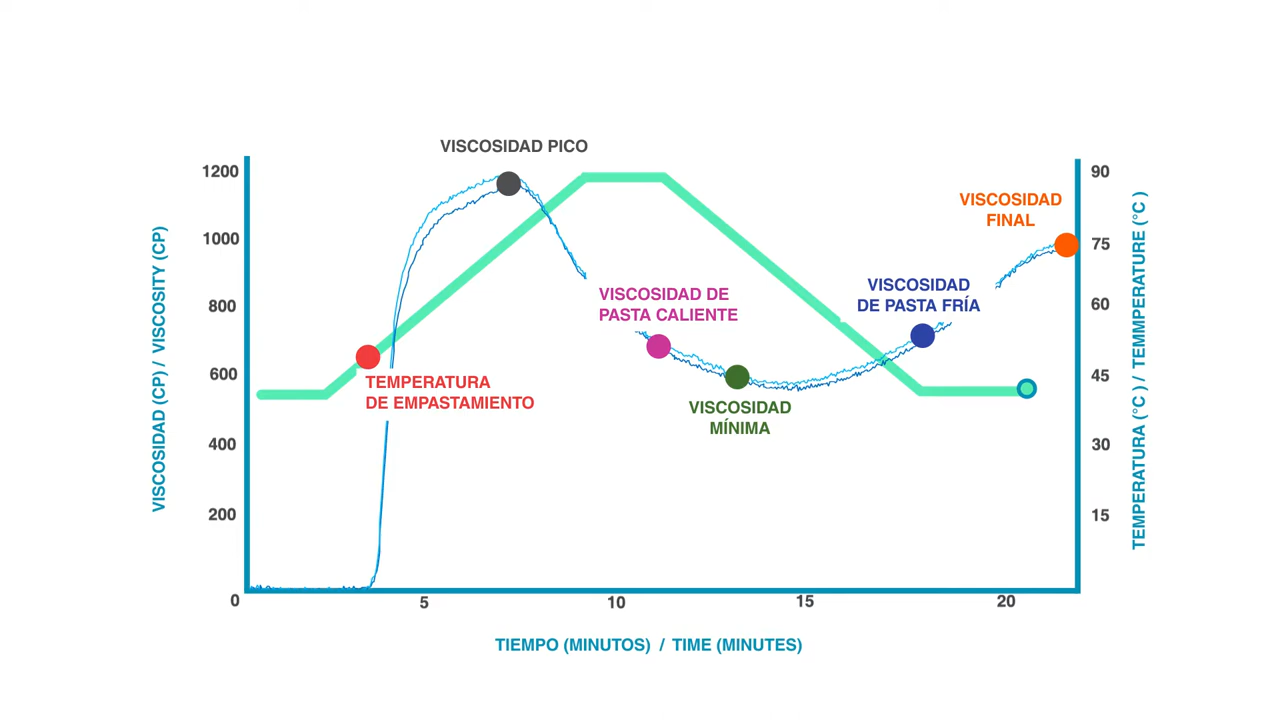 VISCOSIDAD PICO
1200
1000
800
600
400
200
0
VISCOSIDAD (CP) / VISCOSITY (CP)
TEMPERATURA
DE EMPASTAMIENTO
VISCOSIDAD DE
PASTA CALIENTE
VISCOSIDAD
MÍNIMA
VISCOSIDAD
DE PASTA FRÍA
VISCOSIDAD
FINAL
90
75
60
45
30
15
TEMPERATURA (°C ) / TEMMPERATURE (°C )
5
10
15
20
TIEMPO (MINUTOS) / TIME (MINUTES)